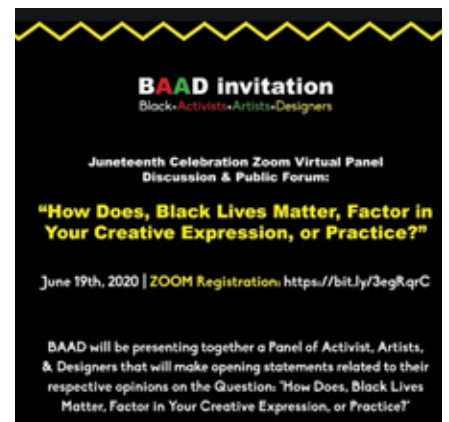 BAAD invitation
Black•Activists•Artists•Designers
Juneteenth Celebration Zoom Virtual Panel
Discussion & Public Forum:
“How Does, Black Lives Matter, Factor in
Your Creative Expression, or Practice?”
June 19th, 2020 | ZOOM Registration: https://bit.ly/3egRqrC
BAAD will be presenting together a Panel of Activist, Artists,
& Designers that will make opening statements related to their
respective opinions on the Question: "How Does, Black Lives
Matter, Factor in Your Creative Expression, or Practice?"